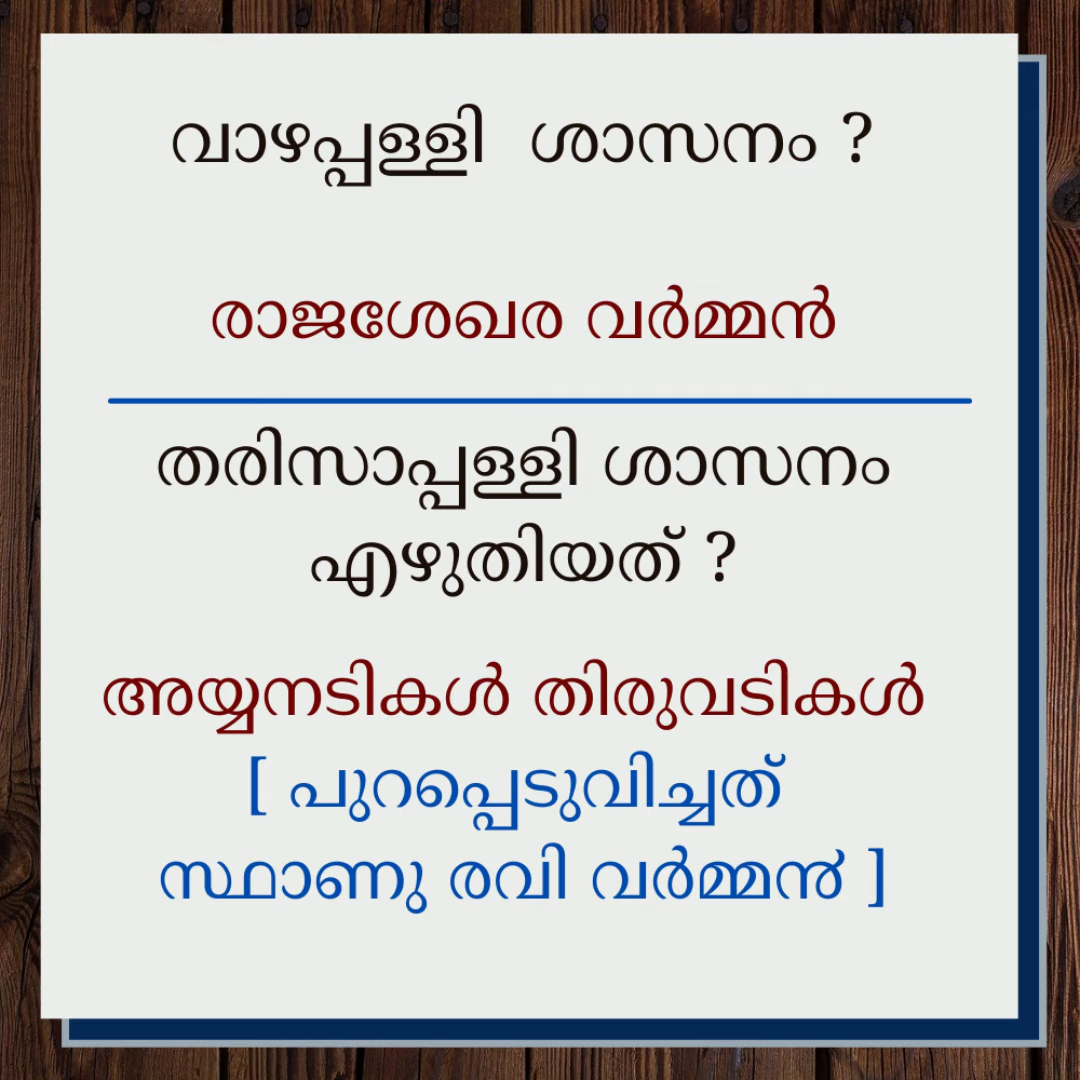 വാഴപ്പള്ളി ശാസനം ?
രാജശേഖര വർമ്മൻ
തരിസാപ്പള്ളി ശാസനം
എഴുതിയത് ?
അയ്യനടികൾ തിരുവടികൾ
[ പുറപ്പെടുവിച്ചത്
സ്ഥാണു രവി വർമ്മൻ ]